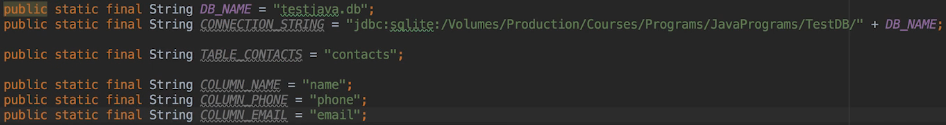 public static final String DB_NAME = "testjava.db";
public static final String CONNECTION_STRING = "jdbc:sqlite:/Volumes/Production/Courses/Programs/JavaPrograms/TestDB/" + DB_NAME;
public static final String TABLE_CONTACTS = "contacts";
public static final String COLUMN_NAME = "name";
public static final String COLUMN_PHONE = "phone";
public static final String COLUMN_EMAIL = "email";